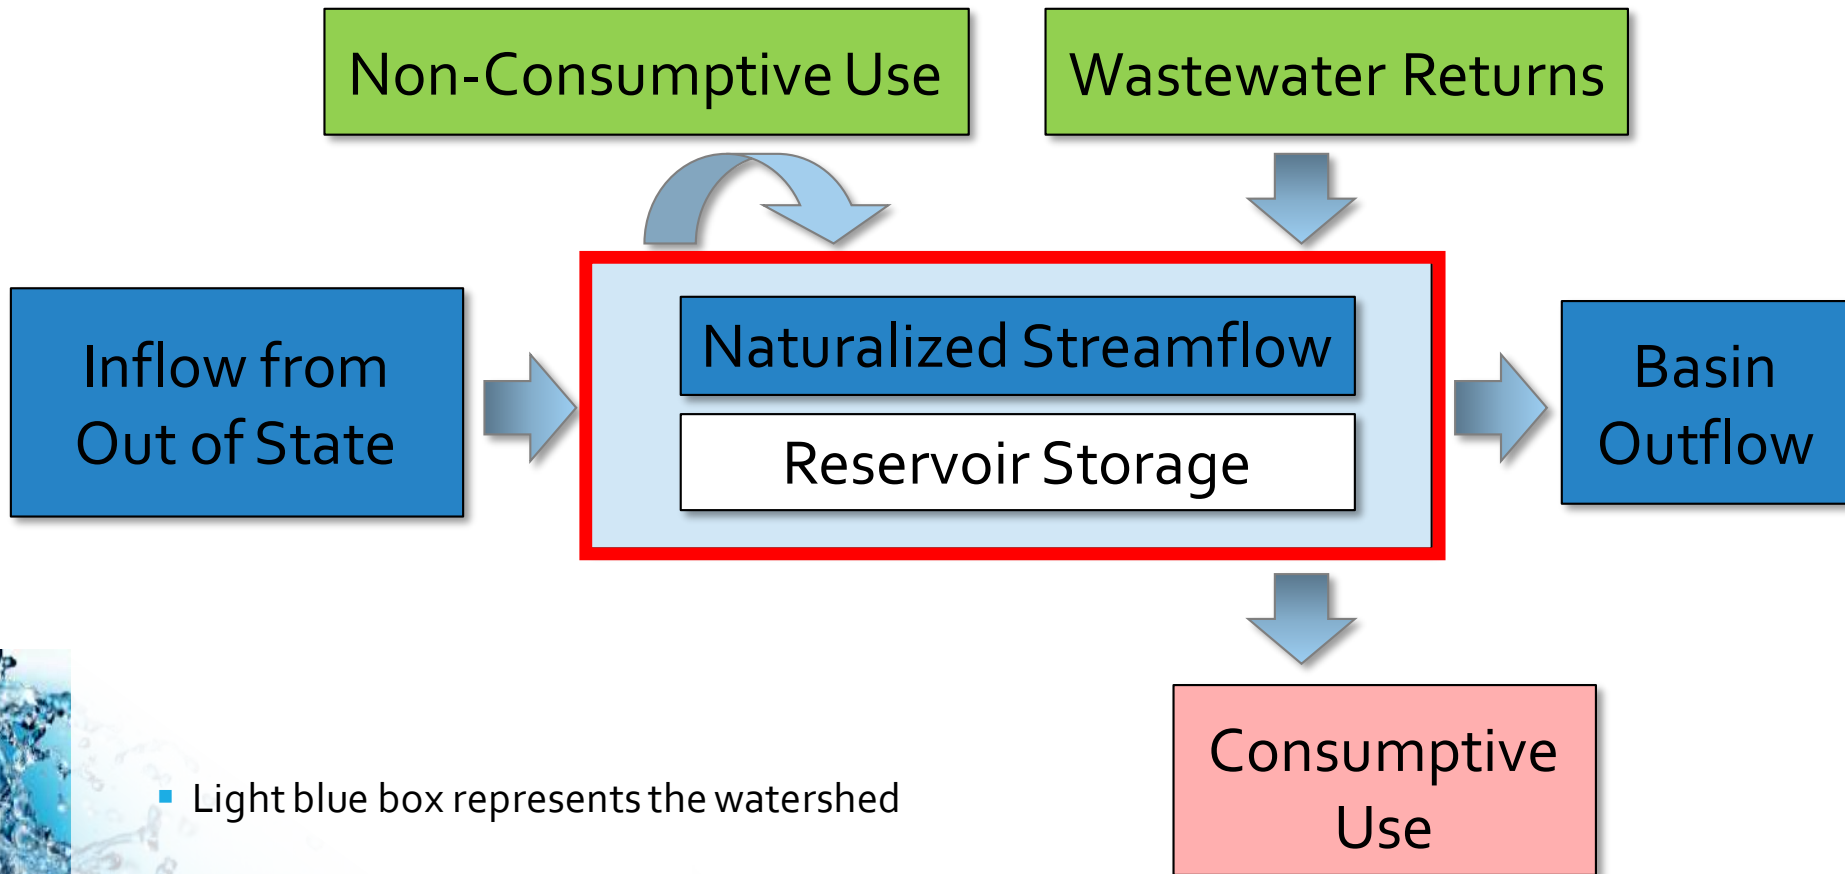 Non-Consumptive Use
Wastewater Returns
Inflow from
Out of State
Naturalized Streamflow
Reservoir Storage
Basin
Outflow
Consumptive
Use
▪ Light blue box represents the watershed